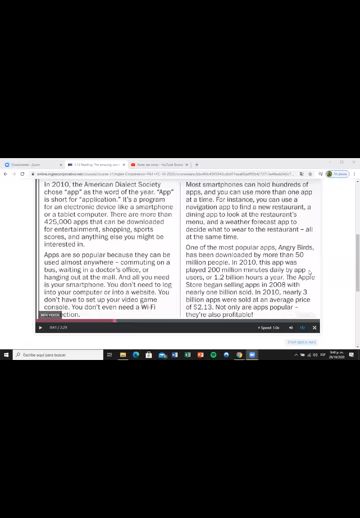 In 2010, the American Dialect Society
chose "app" as the word of the year. "App"
is short for "application." It's a program
for an electronic device like a smartphone
or a tablet computer. There are more than
425,000 apps that can be downloaded
for entertainment, shopping, sports
scores, and anything else you might be
interested in.
Apps are so popular because they can be
used almost anywhere – commuting on a
bus, waiting in a doctor's office, or
hanging out at the mall. And all you need
is your smartphone. You don't need to log
into your computer or into a website. You
don't have to set up your video game
console. You don't even need a Wi-Fi
Most smartphones can hold hundreds of
apps, and you can use more than one app
at a time. For instance, you can use a
navigation app to find a new restaurant, a
dining app to look at the restaurant's
menu, and a weather forecast app to
decide what to wear to the restaurant – all
at the same time.
One of the most popular apps, Angry Birds,
has been downloaded by more than 50
million people. In 2010, this app was
played 200 million minutes daily by app
users, or 1.2 billion hours a year. The Apple
Store began selling apps in 2008 with
nearly one billion sold. In 2010, nearly 3
billion apps were sold at an average price
of $2.13. Not only are apps popular –
they're also profitable!
Escribe aquí para buscar